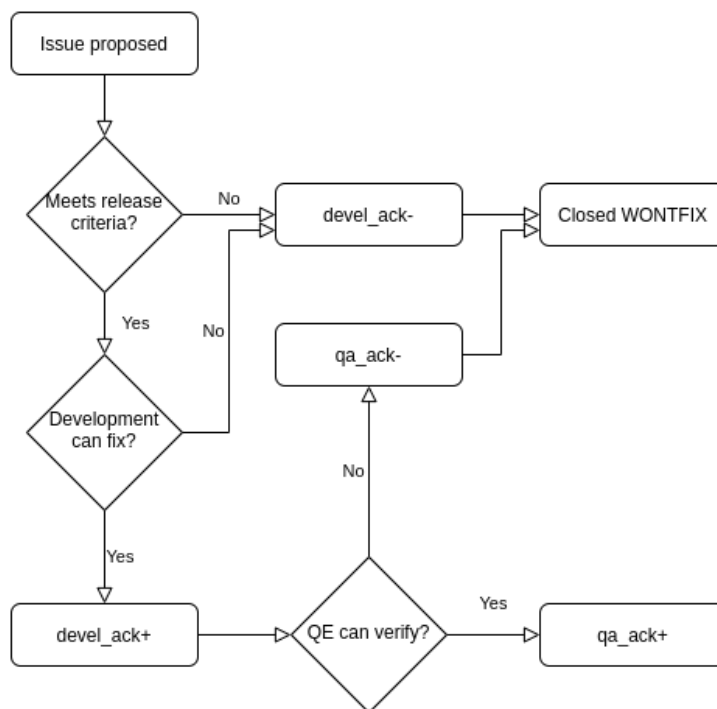 Issue proposed
Meets release
criteria?
No
devel_ack-
Closed WONTFIX
Yes
No
qa_ack-
Development
can fix?
No
Yes
devel_ack+
QE can verify?
Yes
qa_ack+